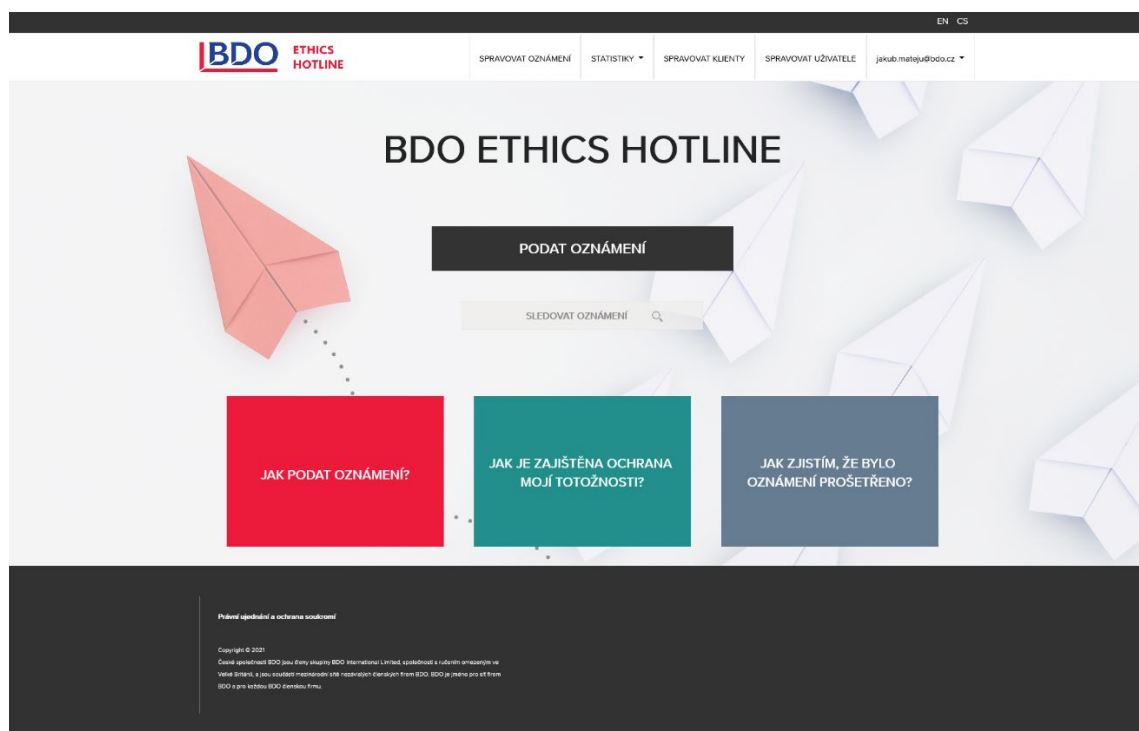 EN CS
BDO ETHICS
HOTLINE
SPRAVOVAT OZNÁMENÍ STATISTIKY SPRAVOVAT KLIENTY SPRAVOVAT UŽIVATELE jakub.mateju@bdo.cz
BDO ETHICS HOTLINE
PODAT OZNÁMENÍ
SLEDOVAT OZNÁMENÍ
JAK PODAT OZNÁMENÍ?
JAK JE ZAJIŠTĚNA OCHRANA
MOJÍ TOTOŽNOSTI?
JAK ZJISTÍM, ŽE BYLO
OZNÁMENÍ PROŠETŘENO?
Právní ujednání a ochrana soukromí
Copyright © 2021
České společnosti BDO jsou členy skupiny BDO International Limited, společnosti s ručením omezeným ve
Velké Británii, a jsou součástí mezinárodní sítě nezávislých členských firem BDO. BDO je jméno pro síť firem
BDO a pro každou BDO členskou firmu.